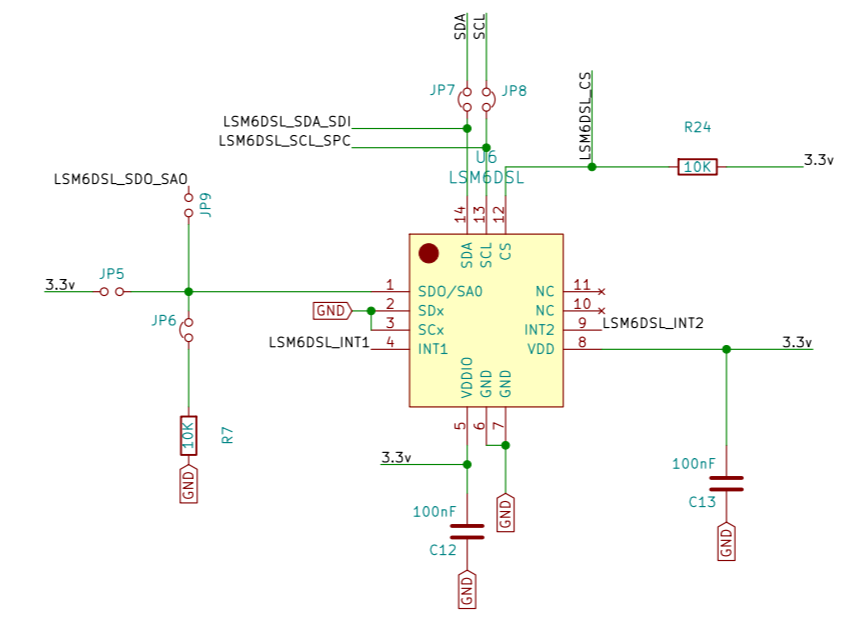 SDA
SCL
JP7
JP8
LSM6DSL_CS
LSM6DSL_SDA_SDI
LSM6DSL_SCL_SPC
R24
10K
3.3v
U6
LSM6DSL
LSM6DSL_SDO_SAO
JP9
14
13
12
SDA
SCL
CS
JP5
3.3v
1
SDO/SA0
NC
11
GND
2
SDx
NC
10
JP6
3
SCx
INT2
9
LSM6DSL_INT2
LSM6DSL_INT1
4
INT1
VDD
8
3.3v
VDDIO
GND
GND
5
6
7
10K
R7
GND
3.3v
100nF
C12
GND
GND
100nF
C13
GND